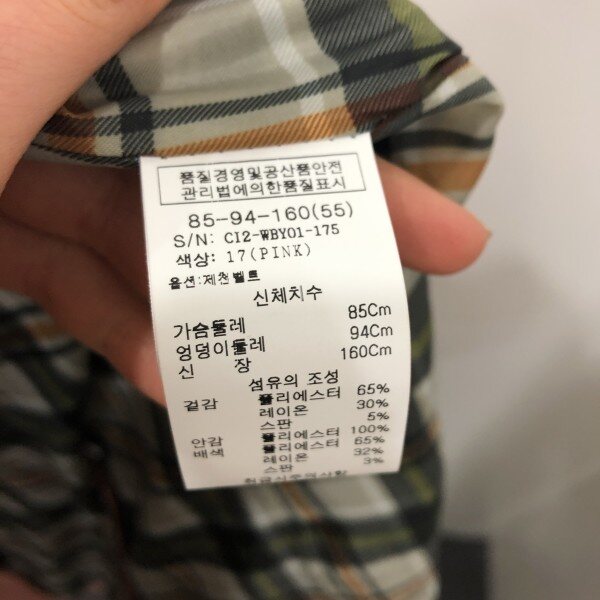 품질경영및공산품안전
관리법에의한품질표시
85-94-160(55)
S/N: CI2-WBY01-175
색상: 17(PINK)
옵션:제천벨트
신체치수
가슴둘레 85Cm
엉덩이둘레 94Cm
신 장 160Cm
섬유의 조성
겉감 폴리에스터 65%
레이온 30%
스판 5%
안감 폴리에스터 100%
배색 폴리에스터 65%
레이온 32%
스판 3%